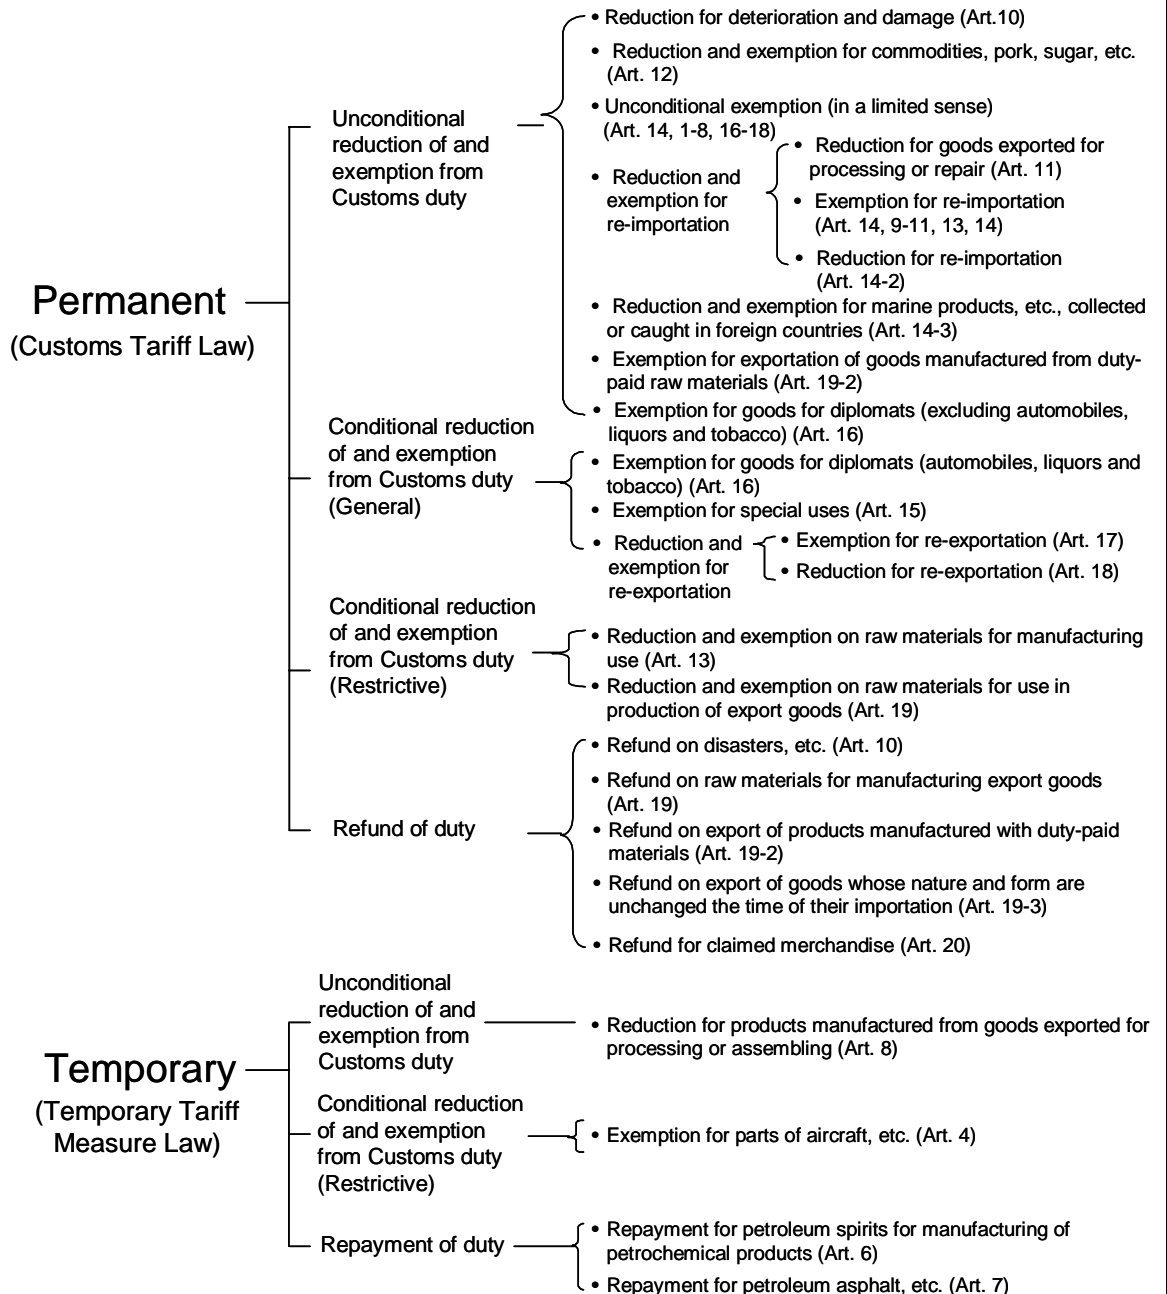 Permanent
(Customs Tariff Law)
Unconditional
reduction of and
exemption from
Customs duty
• Reduction for deterioration and damage (Art.10)
• Reduction and exemption for commodities, pork, sugar, etc.
(Art. 12)
• Unconditional exemption (in a limited sense)
(Art. 14, 1-8, 16-18)
• Reduction and
exemption for
re-importation
• Reduction for goods exported for
processing or repair (Art. 11)
• Exemption for re-importation
(Art. 14, 9-11, 13, 14)
• Reduction for re-importation
(Art. 14-2)
• Reduction and exemption for marine products, etc., collected
or caught in foreign countries (Art. 14-3)
• Exemption for exportation of goods manufactured from duty-
paid raw materials (Art. 19-2)
• Exemption for goods for diplomats (excluding automobiles,
liquors and tobacco) (Art. 16)
Conditional reduction
of and exemption
from Customs duty
(General)
• Exemption for goods for diplomats (automobiles, liquors and
tobacco) (Art. 16)
• Exemption for special uses (Art. 15)
• Reduction and
exemption for
re-exportation
• Exemption for re-exportation (Art. 17)
• Reduction for re-exportation (Art. 18)
Conditional reduction
of and exemption
from Customs duty
(Restrictive)
• Reduction and exemption on raw materials for manufacturing
use (Art. 13)
• Reduction and exemption on raw materials for use in
production of export goods (Art. 19)
Refund of duty
• Refund on disasters, etc. (Art. 10)
• Refund on raw materials for manufacturing export goods
(Art. 19)
• Refund on export of products manufactured with duty-paid
materials (Art. 19-2)
• Refund on export of goods whose nature and form are
unchanged the time of their importation (Art. 19-3)
• Refund for claimed merchandise (Art. 20)
Temporary
(Temporary Tariff
Measure Law)
Unconditional
reduction of and
exemption from
Customs duty
• Reduction for products manufactured from goods exported for
processing or assembling (Art. 8)
Conditional reduction
of and exemption
from Customs duty
(Restrictive)
• Exemption for parts of aircraft, etc. (Art. 4)
Repayment of duty
• Repayment for petroleum spirits for manufacturing of
petrochemical products (Art. 6)
• Repayment for petroleum asphalt, etc. (Art. 7)